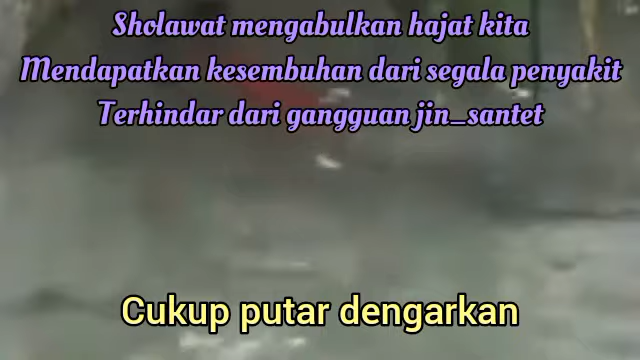 Sholawat mengabulkan hajat kita
Mendapatkan kesembuhan dari segala penyakit
Terhindar dari gangguan jin_santet
Cukup putar dengarkan